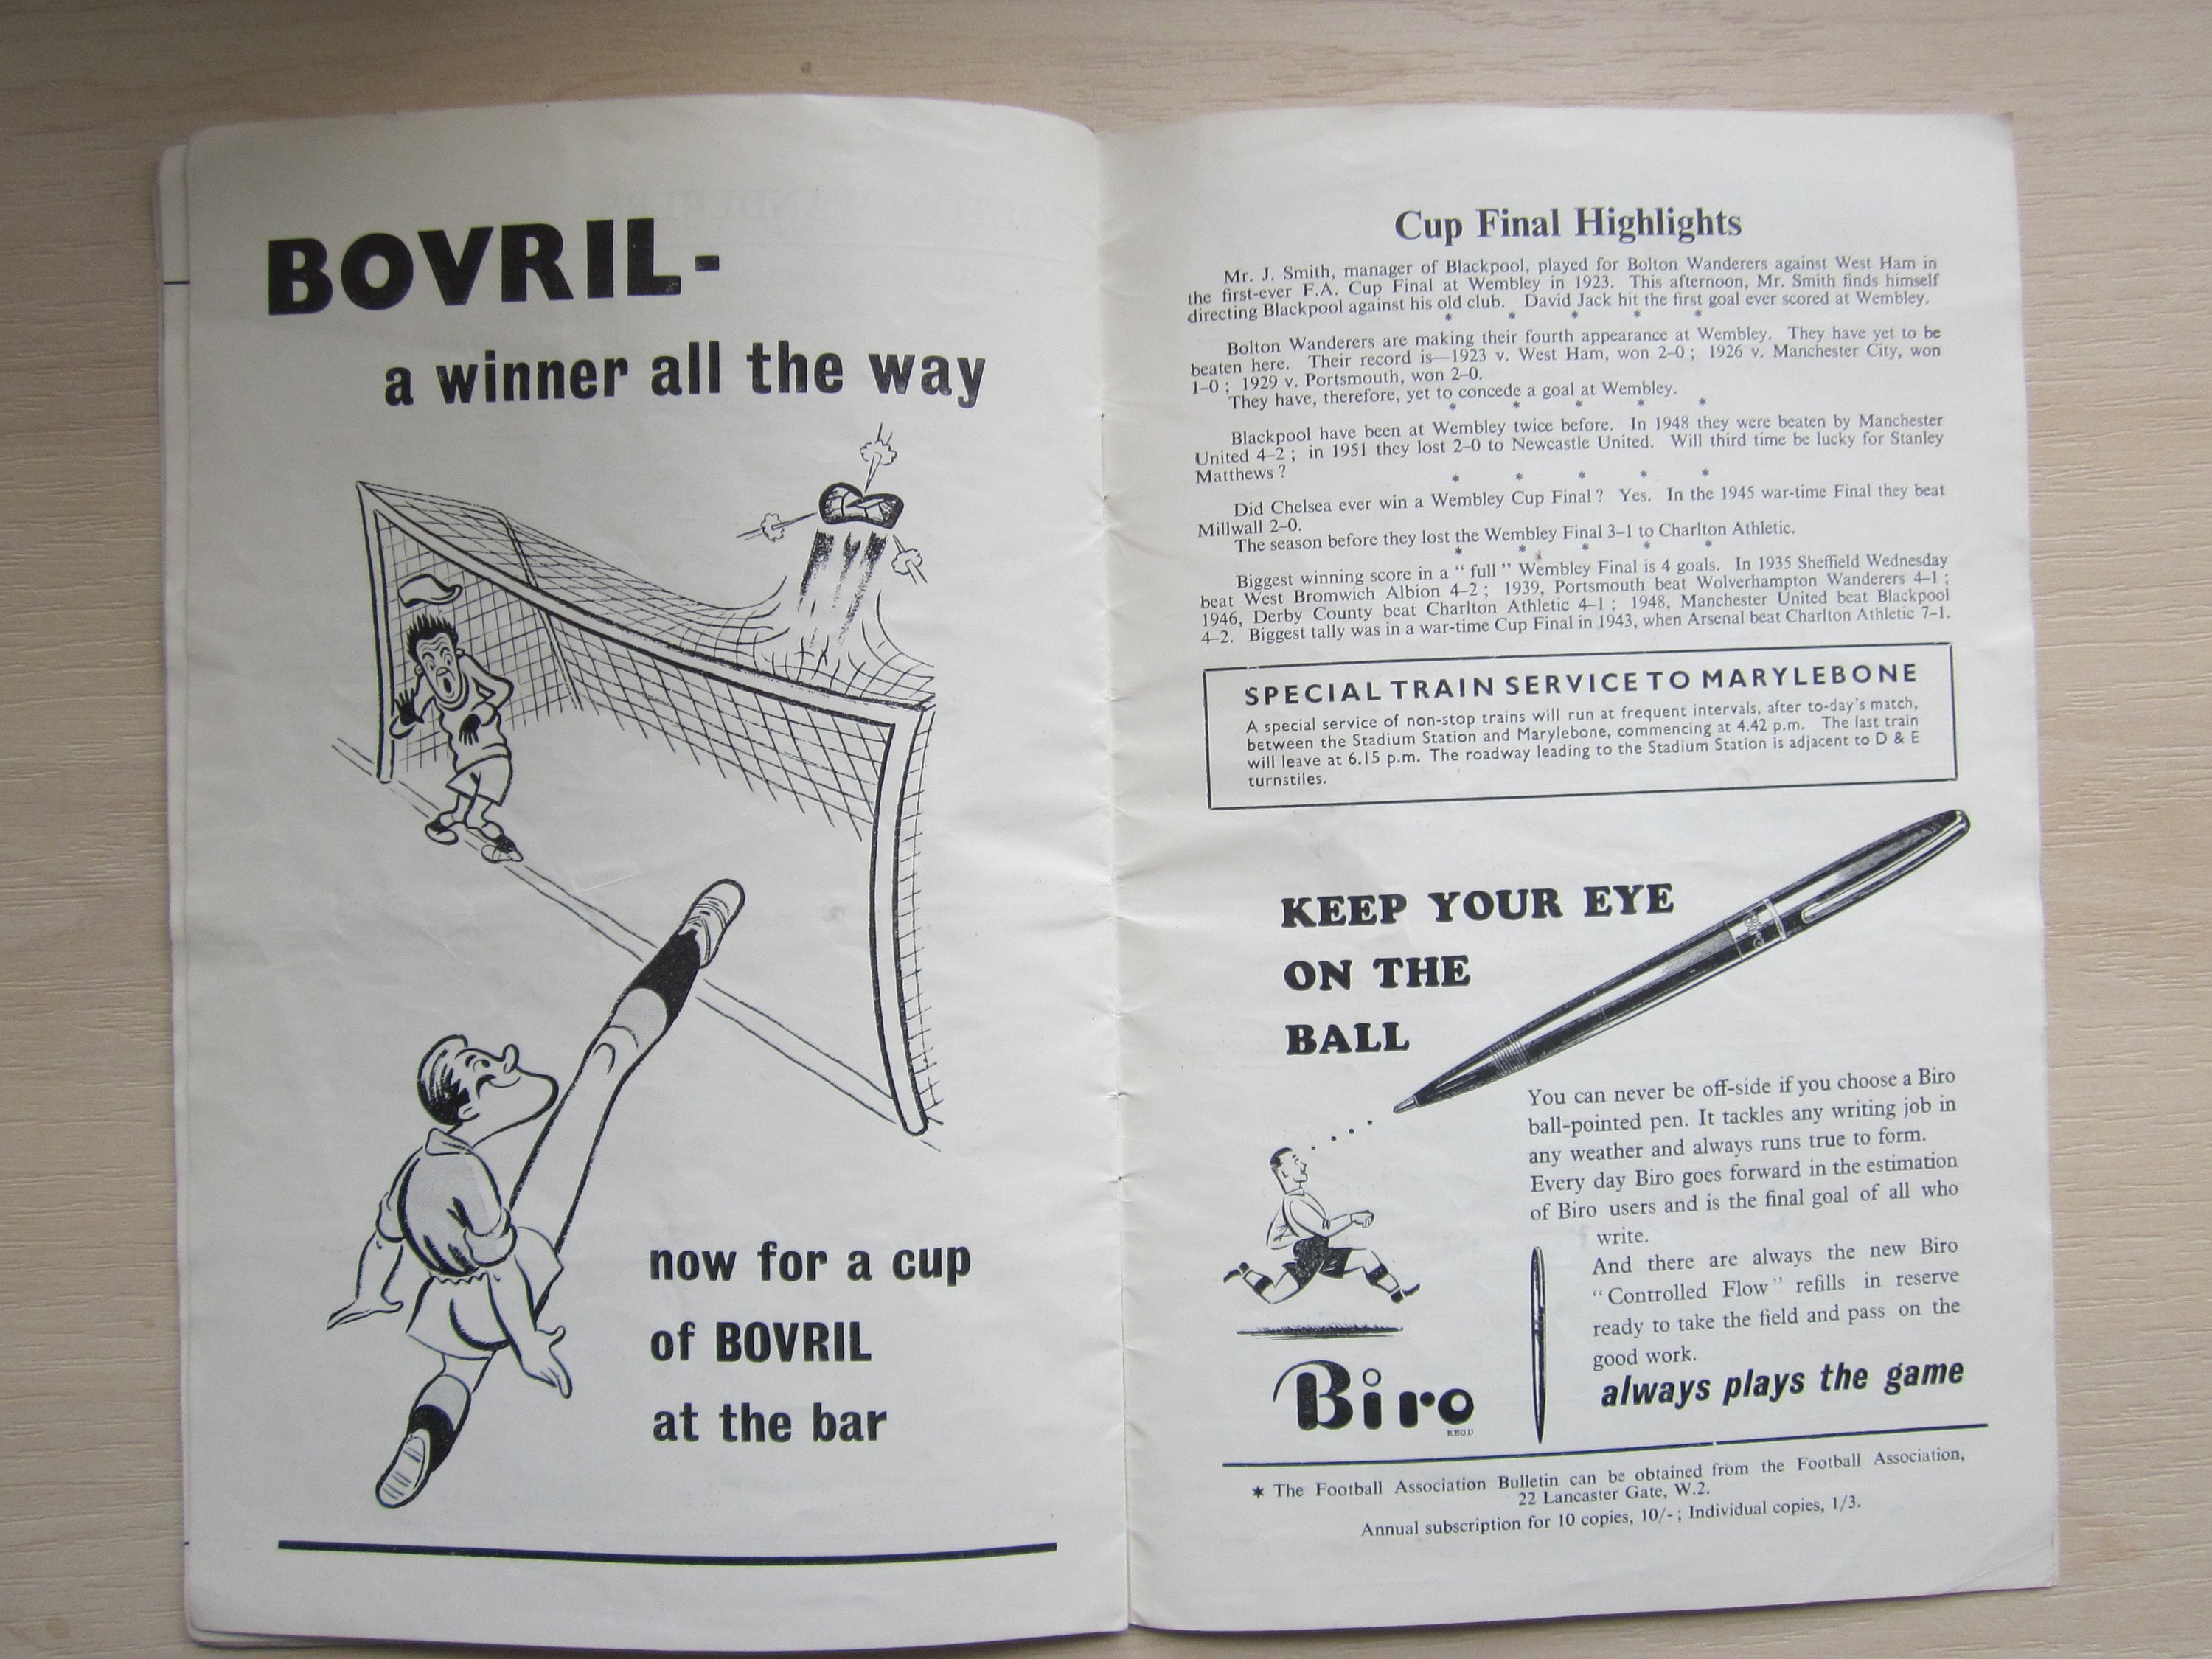 BOVRIL-
a winner all the way
now for a cup
of BOVRIL
at the bar
Cup Final Highlights
Mr. J. Smith, manager of Blackpool, played for Bolton Wanderers against West Ham in
the first-ever F.A. Cup Final at Wembley in 1923. This afternoon, Mr. Smith finds himself
directing Blackpool against his old club. David Jack hit the first goal ever scored at Wembley.
* * * * *
Bolton Wanderers are making their fourth appearance at Wembley. They have yet to be
beaten here. Their record is—1923 v. West Ham, won 2–0 ; 1926 v. Manchester City, won
1–0 ; 1929 v. Portsmouth, won 2–0.
They have, therefore, yet to concede a goal at Wembley.
* * * * *
Blackpool have been at Wembley twice before. In 1948 they were beaten by Manchester
United 4–2 ; in 1951 they lost 2–0 to Newcastle United. Will third time be lucky for Stanley
Matthews ?
* * * * *
Did Chelsea ever win a Wembley Cup Final ? Yes. In the 1945 war-time Final they beat
Millwall 2–0.
The season before they lost the Wembley Final 3–1 to Charlton Athletic.
* * * * *
Biggest winning score in a “ full ” Wembley Final is 4 goals. In 1935 Sheffield Wednesday
beat West Bromwich Albion 4–2 ; 1939, Portsmouth beat Wolverhampton Wanderers 4–1 ;
1946, Derby County beat Charlton Athletic 4–1 ; 1948, Manchester United beat Blackpool
4–2. Biggest tally was in a war-time Cup Final in 1943, when Arsenal beat Charlton Athletic 7–1.
SPECIAL TRAIN SERVICE TO MARYLEBONE
A special service of non-stop trains will run at frequent intervals, after to-day's match,
between the Stadium Station and Marylebone, commencing at 4.42 p.m. The last train
will leave at 6.15 p.m. The roadway leading to the Stadium Station is adjacent to D & E
turnstiles.
KEEP YOUR EYE
ON THE
BALL
Biro
You can never be off-side if you choose a Biro
ball-pointed pen. It tackles any writing job in
any weather and always runs true to form.
Every day Biro goes forward in the estimation
of Biro users and is the final goal of all who
write.
And there are always the new Biro
“Controlled Flow” refills in reserve
ready to take the field and pass on the
good work.
always plays the game
Biro
REGD
* The Football Association Bulletin can be obtained from the Football Association,
22 Lancaster Gate, W.2.
Annual subscription for 10 copies, 10/- ; Individual copies, 1/3.